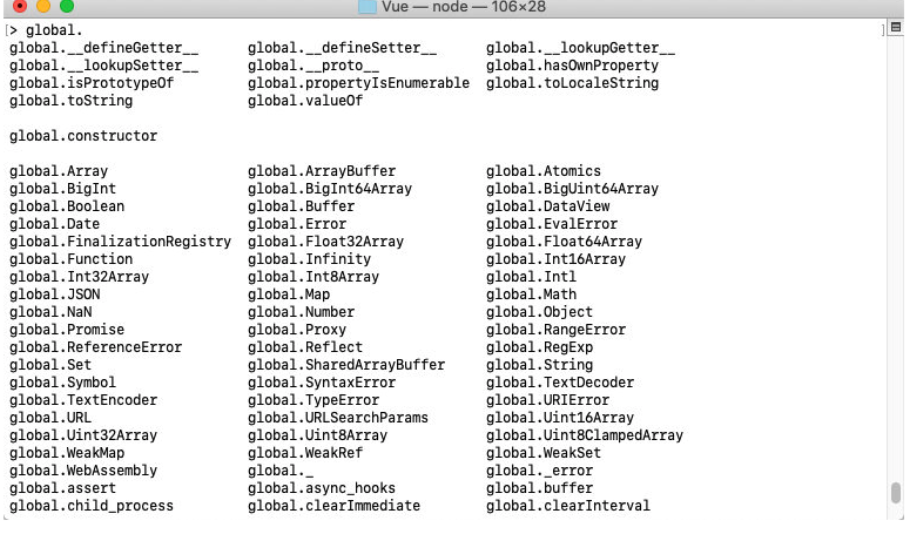 Vue — node — 106×28
[> global. ]
global.__defineGetter__ global.__defineSetter__ global.__lookupGetter__
global.__lookupSetter__ global.__proto__ global.hasOwnProperty
global.isPrototypeOf global.propertyIsEnumerable global.toLocaleString
global.toString global.valueOf
global.constructor
global.Array global.ArrayBuffer global.Atomics
global.BigInt global.BigInt64Array global.BigUint64Array
global.Boolean global.Buffer global.DataView
global.Date global.Error global.EvalError
global.FinalizationRegistry global.Float32Array global.Float64Array
global.Function global.Infinity global.Int16Array
global.Int32Array global.Int8Array global.Intl
global.JSON global.Map global.Math
global.NaN global.Number global.Object
global.Promise global.Proxy global.RangeError
global.ReferenceError global.Reflect global.RegExp
global.Set global.SharedArrayBuffer global.String
global.Symbol global.SyntaxError global.TextDecoder
global.TextEncoder global.TypeError global.URIError
global.URL global.URLSearchParams global.Uint16Array
global.Uint32Array global.Uint8Array global.Uint8ClampedArray
global.WeakMap global.WeakRef global.WeakSet
global.WebAssembly global._ global._error
global.assert global.async_hooks global.buffer
global.child_process global.clearImmediate global.clearInterval